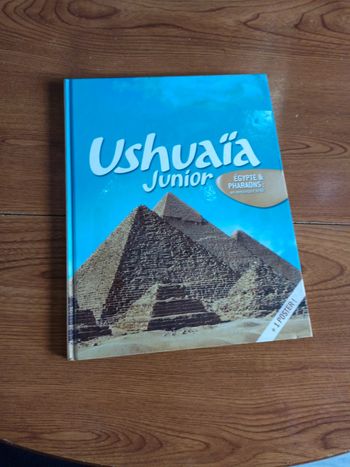 Ushuaïa
Junior
ÉGYPTE &
PHARAONS :
+ 1 POSTER !